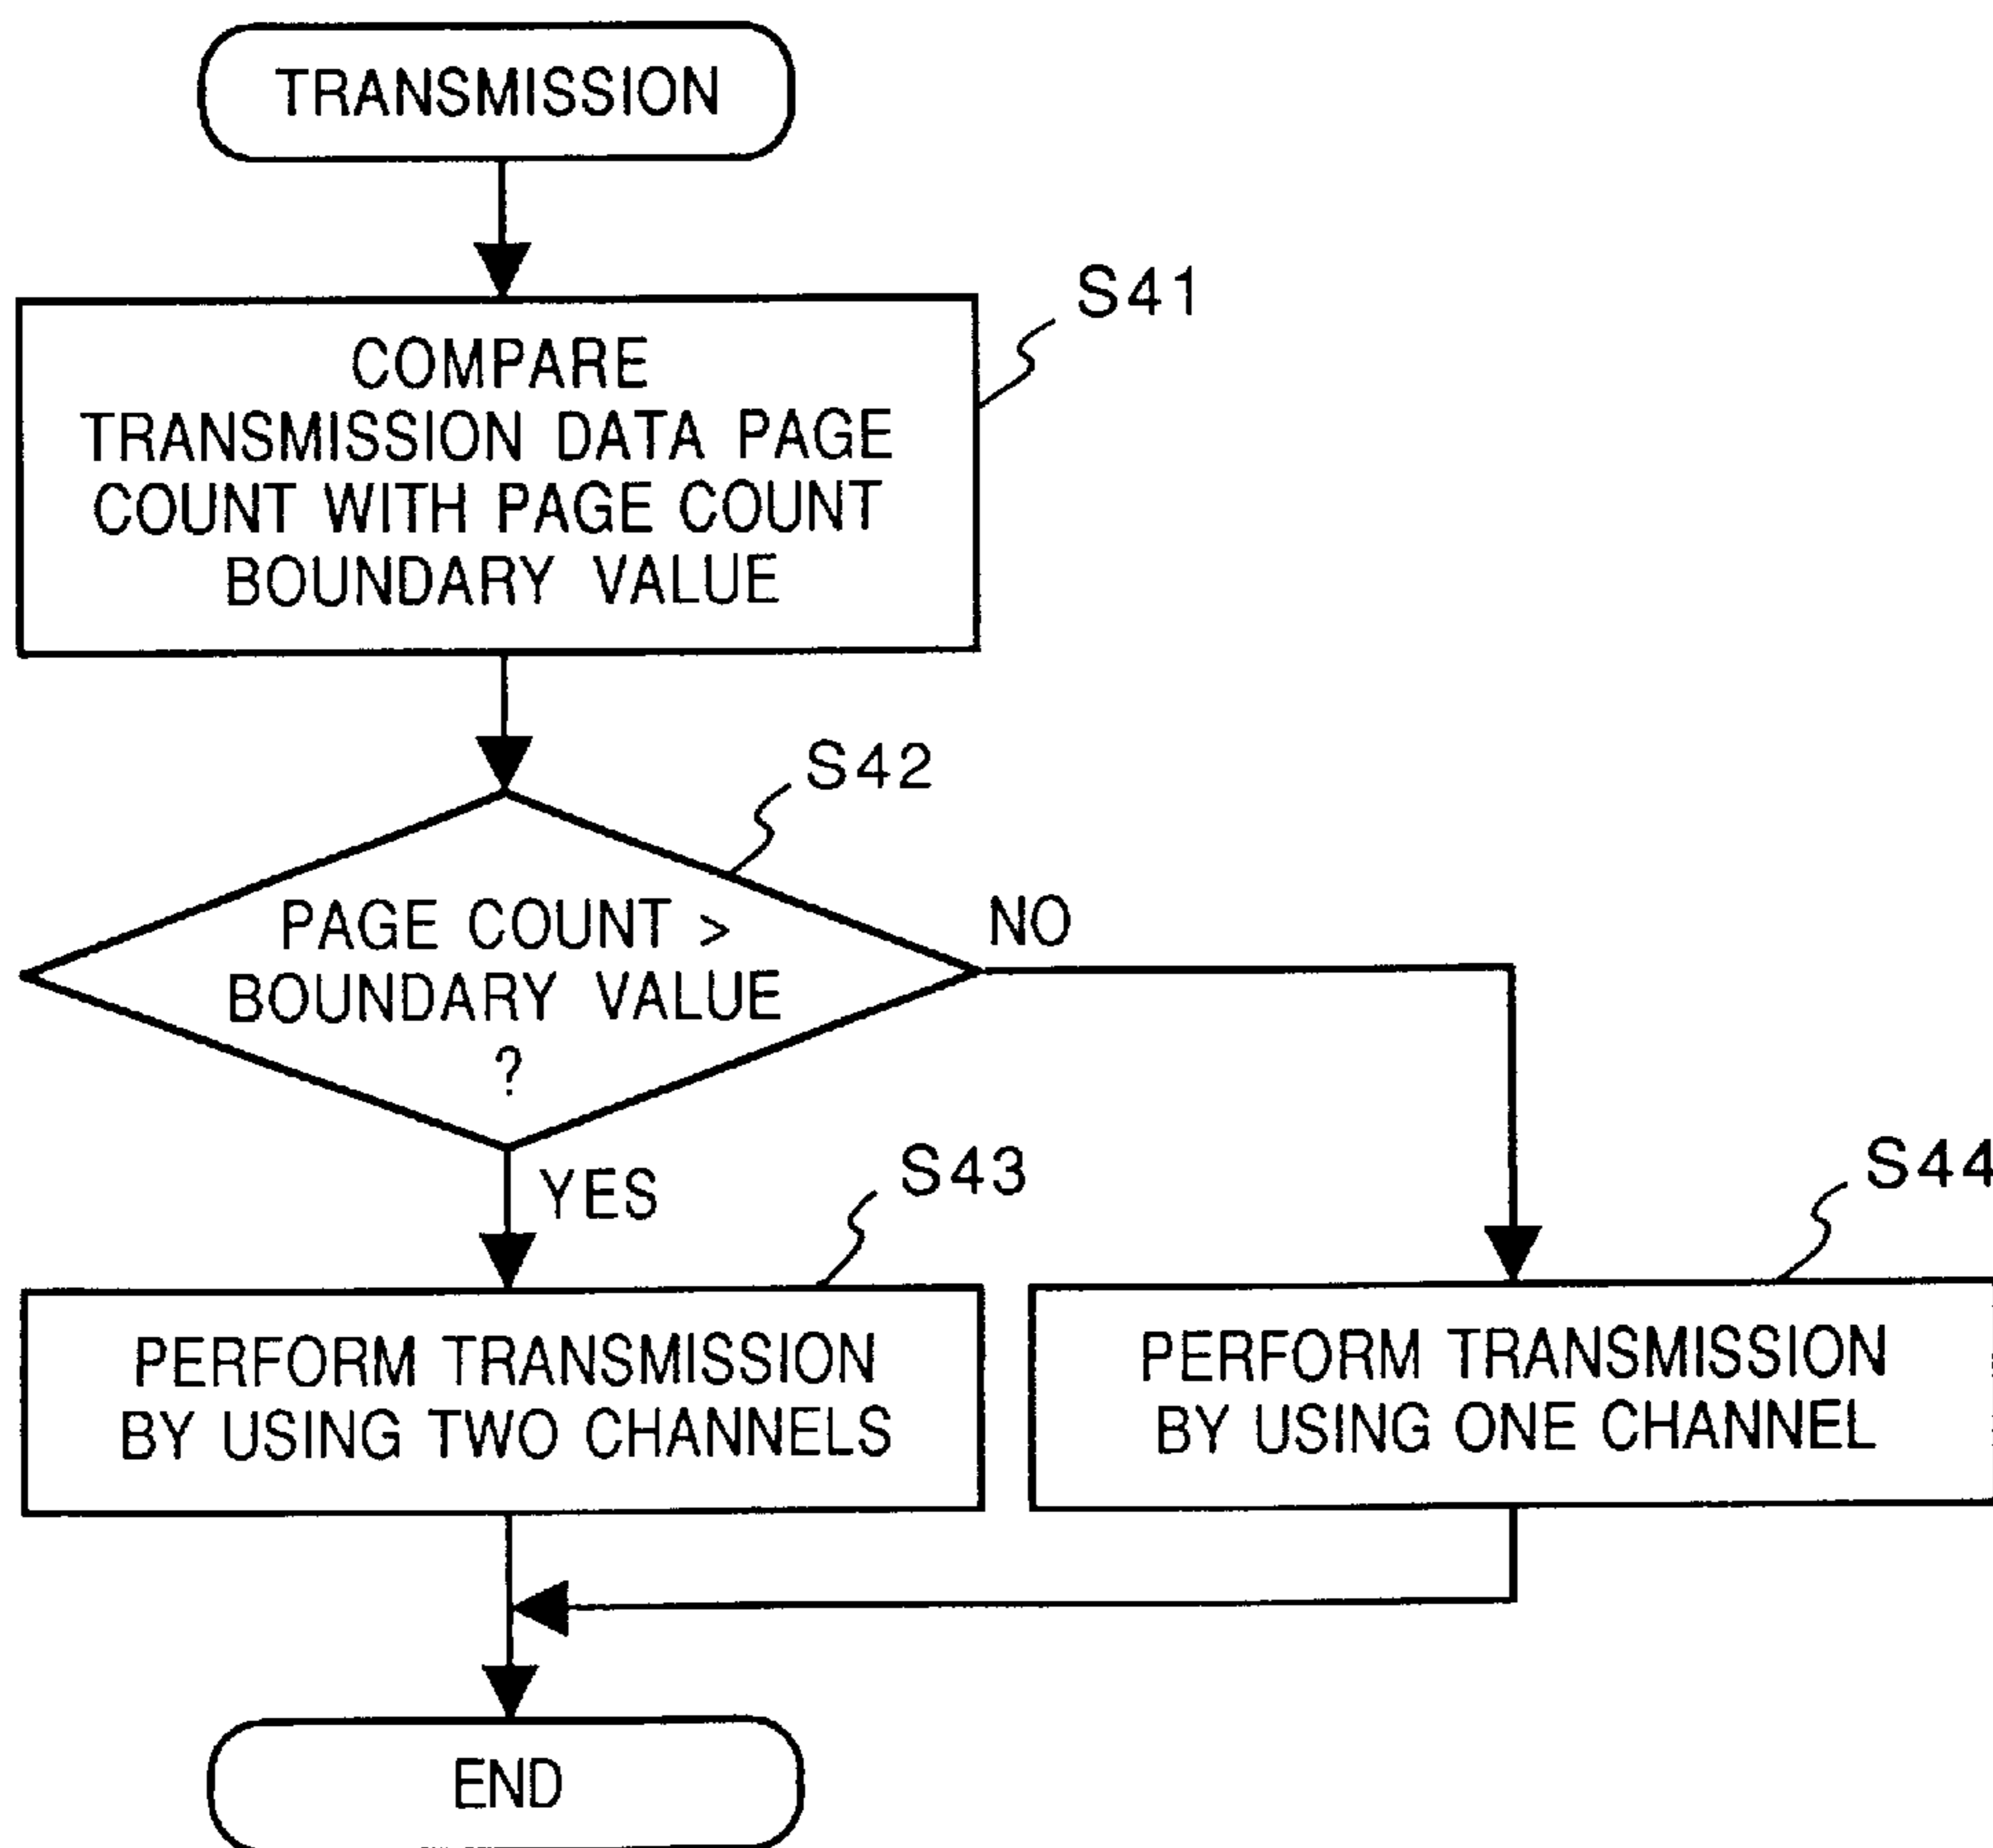 TRANSMISSION
S41
COMPARE
TRANSMISSION DATA PAGE
COUNT WITH PAGE COUNT
BOUNDARY VALUE
S42
PAGE COUNT >
BOUNDARY VALUE
?
NO
YES
S43
S44
PERFORM TRANSMISSION
BY USING TWO CHANNELS
PERFORM TRANSMISSION
BY USING ONE CHANNEL
END